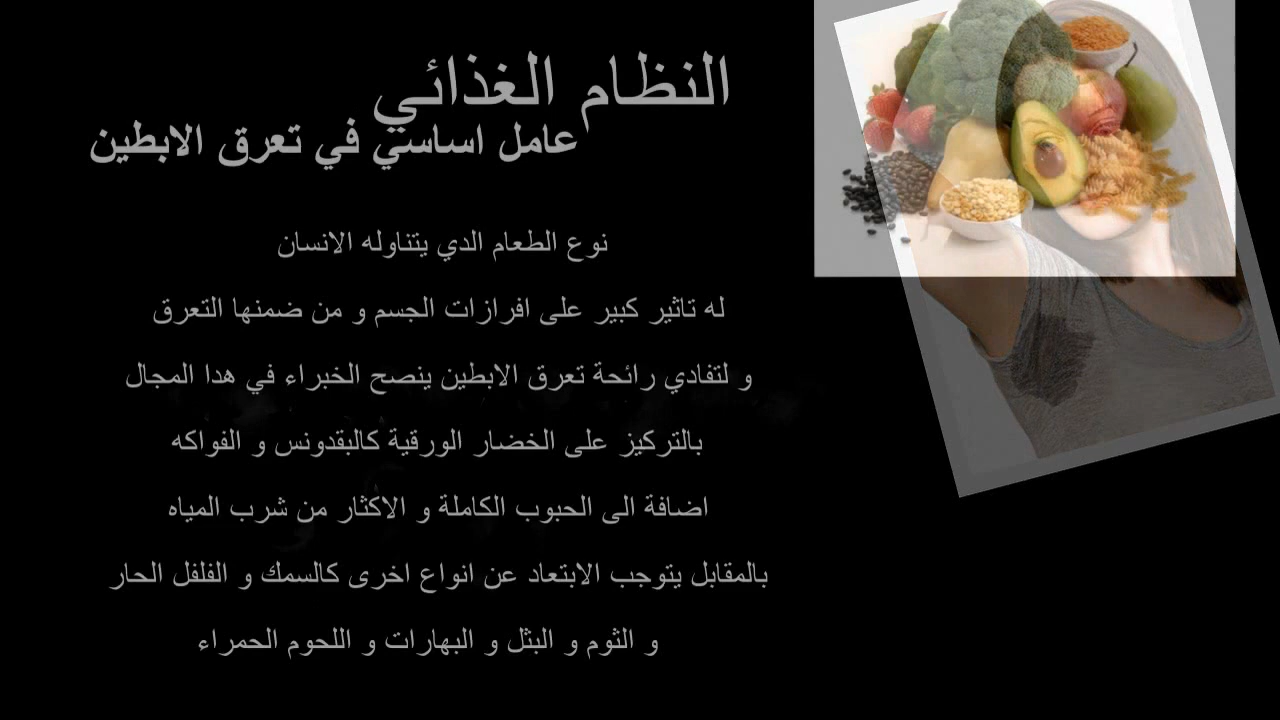 النظام الغذائي
عامل اساسي في تعرق الابطين
نوع الطعام الدي يتناوله الانسان
له تاثير كبير على افرازات الجسم و من ضمنها التعرق
و لتفادي رائحة تعرق الابطين ينصح الخبراء في هدا المجال
بالتركيز على الخضار الورقية كالبقدونس و الفواكه
اضافة الى الحبوب الكاملة و الاكثار من شرب المياه
بالمقابل يتوجب الابتعاد عن انواع اخرى كالسمك و الفلفل الحار
و الثوم و البثل و البهارات و اللحوم الحمراء